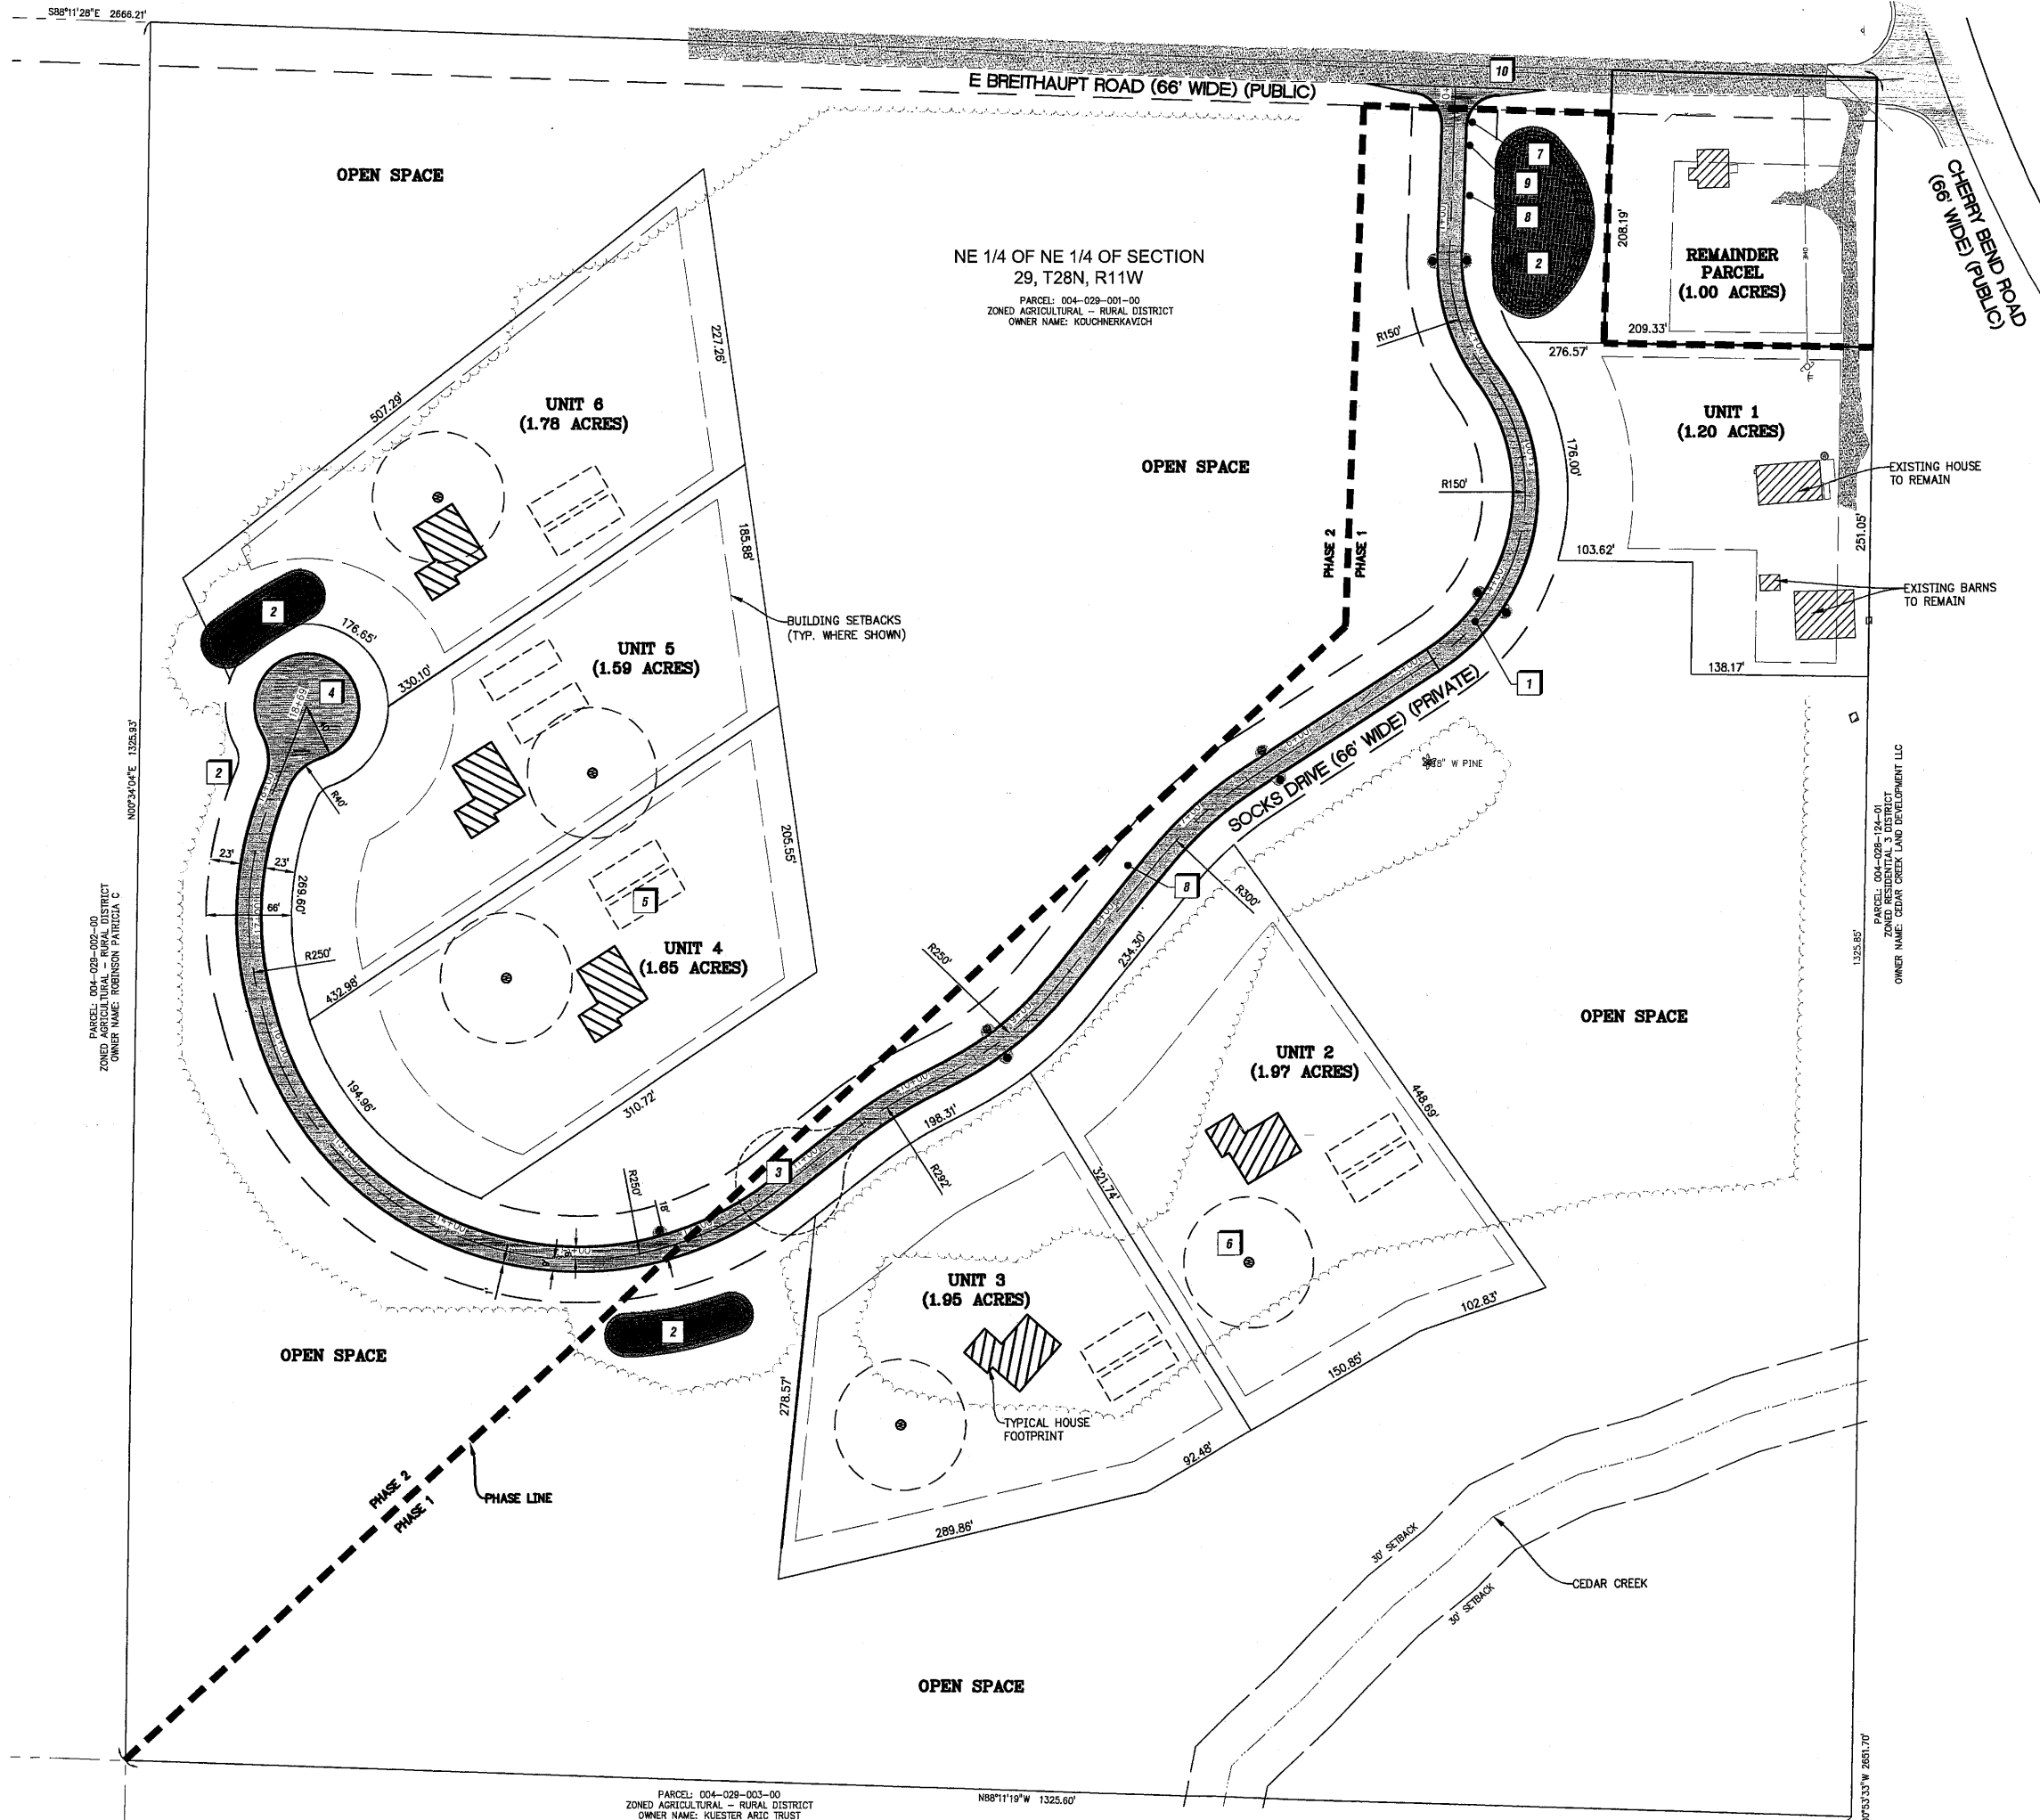 S88°11'28"E 2666.21'
E BREITHAUPT ROAD (66' WIDE) (PUBLIC)
10
CHERRY BEND ROAD
(66' WIDE) (PUBLIC)
OPEN SPACE
7
9
8
2
208.19'
REMAINDER
PARCEL
(1.00 ACRES)
209.33'
276.57'
NE 1/4 OF NE 1/4 OF SECTION
29, T28N, R11W
PARCEL: 004-029-001-00
ZONED AGRICULTURAL - RURAL DISTRICT
OWNER NAME: KOUCHNERKAVICH
1+00
R150'
227.26'
507.29'
UNIT 6
(1.78 ACRES)
OPEN SPACE
UNIT 1
(1.20 ACRES)
176.00'
R150'
EXISTING HOUSE
TO REMAIN
251.05'
185.88'
PHASE 2
PHASE 1
103.62'
EXISTING BARNS
TO REMAIN
2
176.65'
BUILDING SETBACKS
(TYP. WHERE SHOWN)
UNIT 5
(1.59 ACRES)
330.10'
138.17'
1
4
18+69
SOCKS DRIVE (66' WIDE) (PRIVATE)
N00°34'04"E 1325.93'
2
R40'
W PINE
PARCEL: 004-028-124-01
ZONED RESIDENTIAL 3 DISTRICT
OWNER NAME: CEDAR CREEK LAND DEVELOPMENT LLC
1325.85'
205.55'
23'
23'
269.60'
66'
5
8
R300'
PARCEL: 004-029-002-00
ZONED AGRICULTURAL - RURAL DISTRICT
OWNER NAME: ROBINSON PATRICIA C
R250'
UNIT 4
(1.65 ACRES)
432.98'
R250'
234.30'
OPEN SPACE
UNIT 2
(1.97 ACRES)
448.69'
194.96'
310.72'
198.31'
321.74'
R292'
3
R250'
18'
14+00
6
UNIT 3
(1.95 ACRES)
102.83'
150.85'
2
OPEN SPACE
278.57'
TYPICAL HOUSE
FOOTPRINT
92.48'
PHASE 2
PHASE 1
PHASE LINE
289.86'
30' SETBACK
30' SETBACK
CEDAR CREEK
OPEN SPACE
PARCEL: 004-029-003-00
ZONED AGRICULTURAL - RURAL DISTRICT
OWNER NAME: KUESTER ARIC TRUST
N88°11'19"W 1325.60'
2651.70'